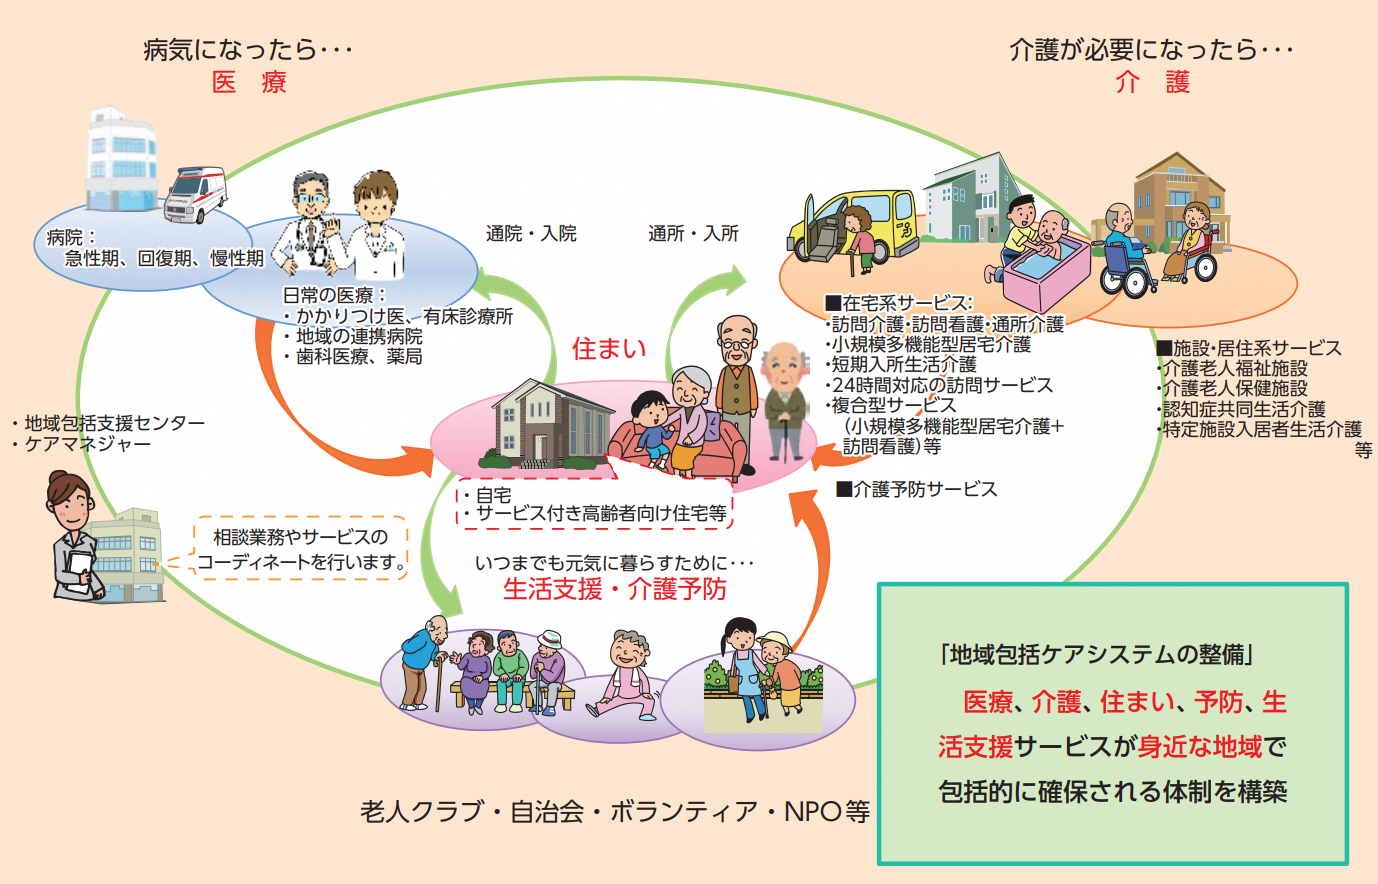 病気になったら･･･
医 療
介護が必要になったら･･･
介 護
病院：
急性期、回復期、慢性期
日常の医療：
・かかりつけ医、有床診療所
・地域の連携病院
・歯科医療、薬局
通院・入院
通所・入所
住まい
■在宅系サービス:
･訪問介護･訪問看護･通所介護
･小規模多機能型居宅介護
･短期入所生活介護
･24時間対応の訪問サービス
･複合型サービス
（小規模多機能型居宅介護＋
訪問看護）等
■介護予防サービス
■施設･居住系サービス
･介護老人福祉施設
･介護老人保健施設
･認知症共同生活介護
･特定施設入居者生活介護
等
・地域包括支援センター
・ケアマネジャー
相談業務やサービスの
コーディネートを行います。
・自宅
・サービス付き高齢者向け住宅等
いつまでも元気に暮らすために･･･
生活支援・介護予防
老人クラブ・自治会・ボランティア・NPO等
「地域包括ケアシステムの整備」
医療、介護、住まい、予防、生
活支援サービスが身近な地域で
包括的に確保される体制を構築